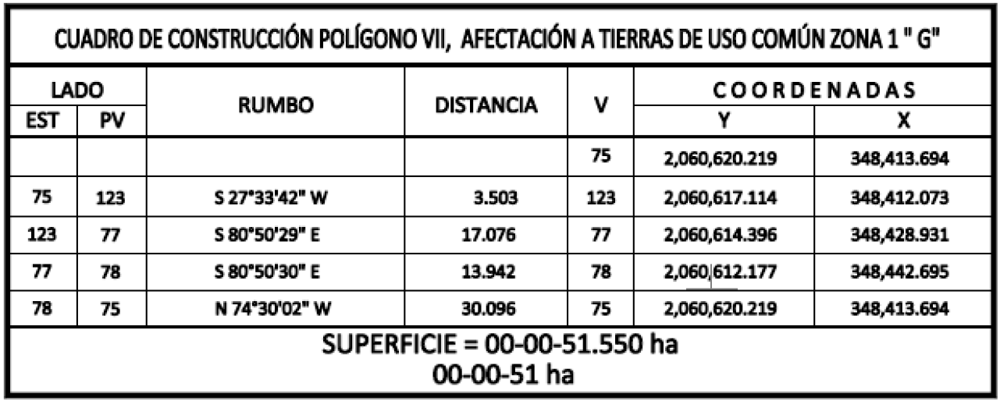 CUADRO DE CONSTRUCCIÓN POLÍGONO VII, AFECTACIÓN A TIERRAS DE USO COMÚN ZONA 1 " G"
LADO RUMBO DISTANCIA V C O O R D E N A D A S
EST PV Y X
75 2,060,620.219 348,413.694
75 123 S 27°33'42" W 3.503 123 2,060,617.114 348,412.073
123 77 S 80°50'29" E 17.076 77 2,060,614.396 348,428.931
77 78 S 80°50'30" E 13.942 78 2,060,612.177 348,442.695
78 75 N 74°30'02" W 30.096 75 2,060,620.219 348,413.694
SUPERFICIE = 00-00-51.550 ha
00-00-51 ha